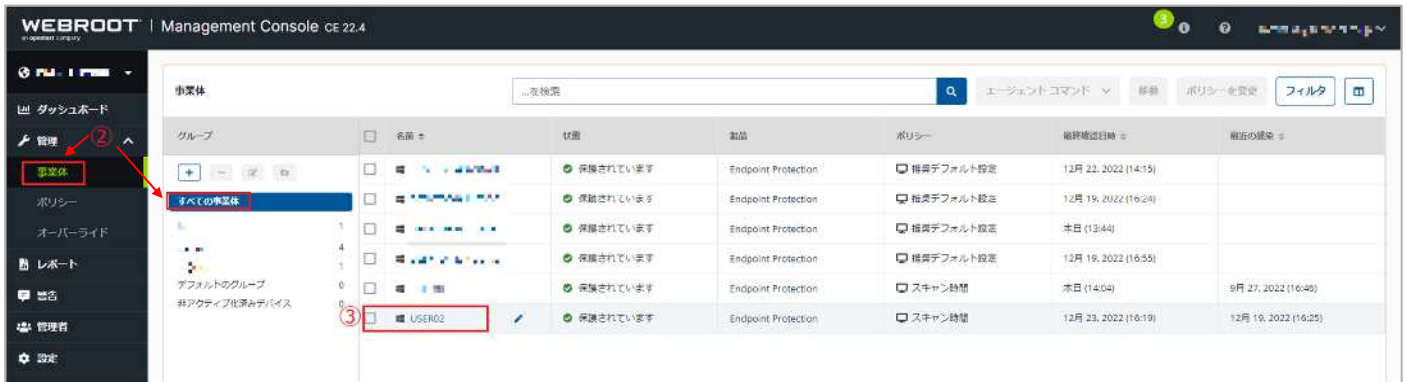 WEBROOT | Management Console CE 22.4
an opentext company
3
ダッシュボード
管理
②
事業体
ポリシー
オーバーライド
レポート
警告
管理者
設定
事業体
...を検索
エージェントコマンド
移動
ポリシーを変更
フィルタ
グループ
すべての事業体
1
4
1
デフォルトのグループ 0
非アクティブ化済みデバイス 0
名前 状態 製品 ポリシー 最終確認日時 最近の感染
保護されています Endpoint Protection 推奨デフォルト設定 12月 22, 2022 (14:15)
保護されています Endpoint Protection 推奨デフォルト設定 12月 19, 2022 (16:24)
保護されています Endpoint Protection 推奨デフォルト設定 本日 (13:44)
保護されています Endpoint Protection 推奨デフォルト設定 12月 19, 2022 (16:55)
保護されています Endpoint Protection スキャン時間 本日 (14:04) 9月 27, 2022 (16:46)
③ USER02 保護されています Endpoint Protection スキャン時間 12月 23, 2022 (16:19) 12月 19, 2022 (16:25)